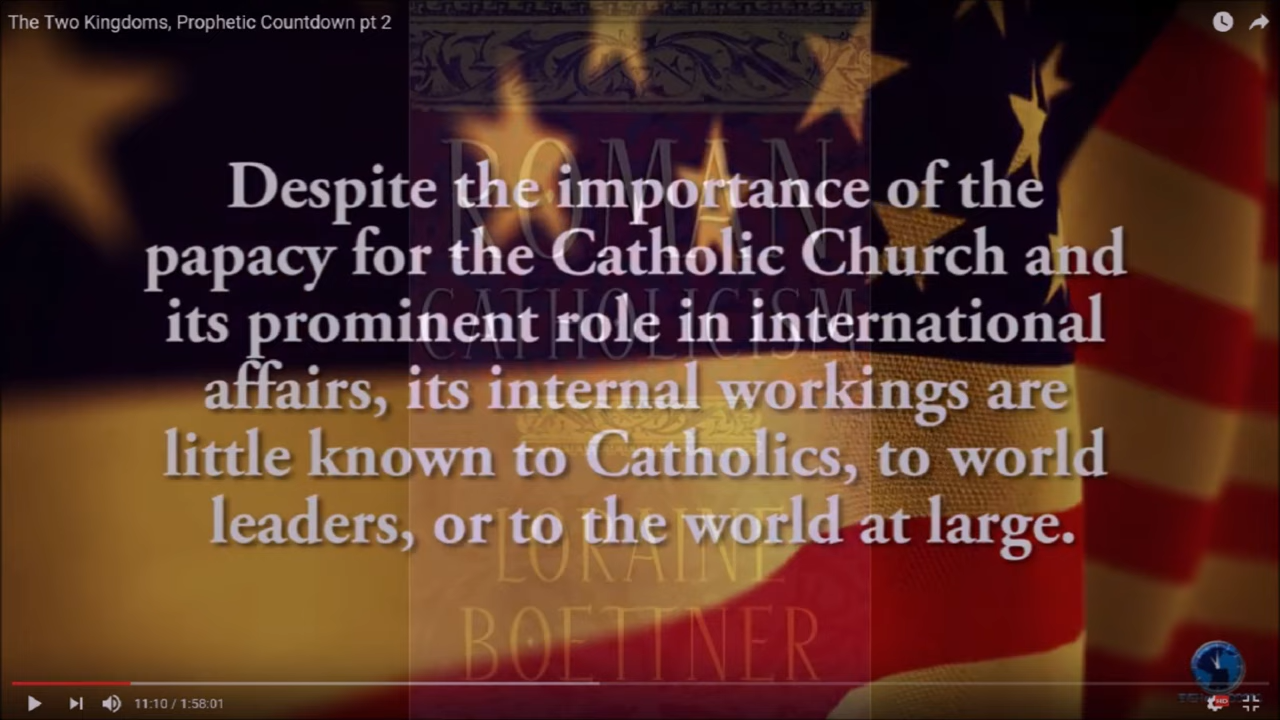 The Two Kingdoms, Prophetic Countdown pt 2
ROMAN
CATHOLICISM
Despite the importance of the
papacy for the Catholic Church and
its prominent role in international
affairs, its internal workings are
little known to Catholics, to world
leaders, or to the world at large.
LORAINE
BOETTNER
11:10 / 1:58:01
HD